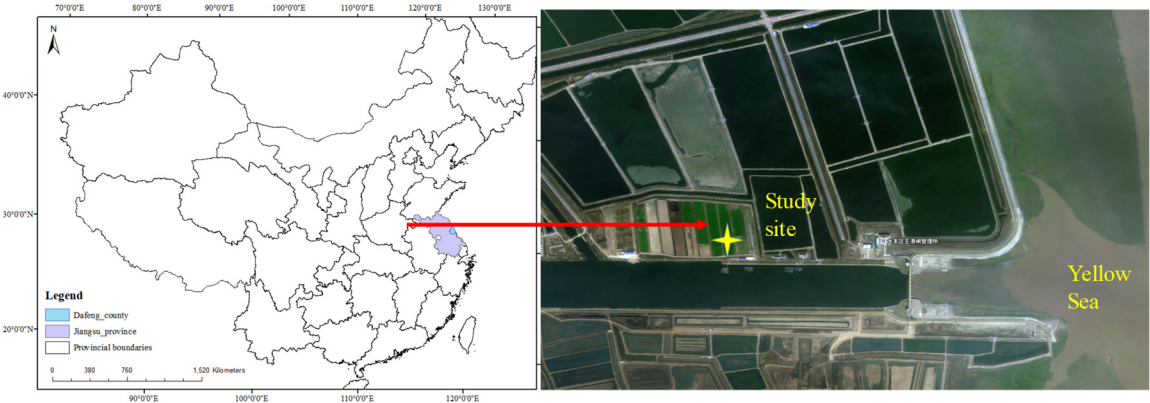 70°0'0"E 80°0'0"E 90°0'0"E 100°0'0"E 110°0'0"E 120°0'0"E 130°0'0"E
N
40°0'0"N
30°0'0"N
20°0'0"N
Legend
Dafeng_county
Jiangsu_province
Provincial boundaries
0 380 760 1,520 Kilometers
90°0'0"E 100°0'0"E 110°0'0"E 120°0'0"E
Study
site
Yellow
Sea